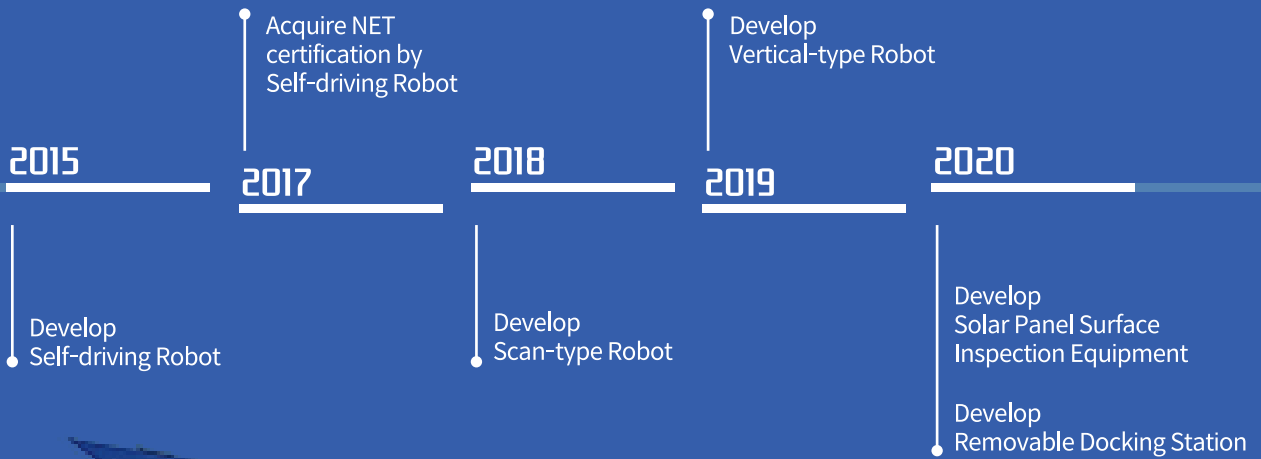 2015
Develop
Self-driving Robot
Acquire NET
certification by
Self-driving Robot
2017
2018
Develop
Scan-type Robot
Develop
Vertical-type Robot
2019
2020
Develop
Solar Panel Surface
Inspection Equipment
Develop
Removable Docking Station